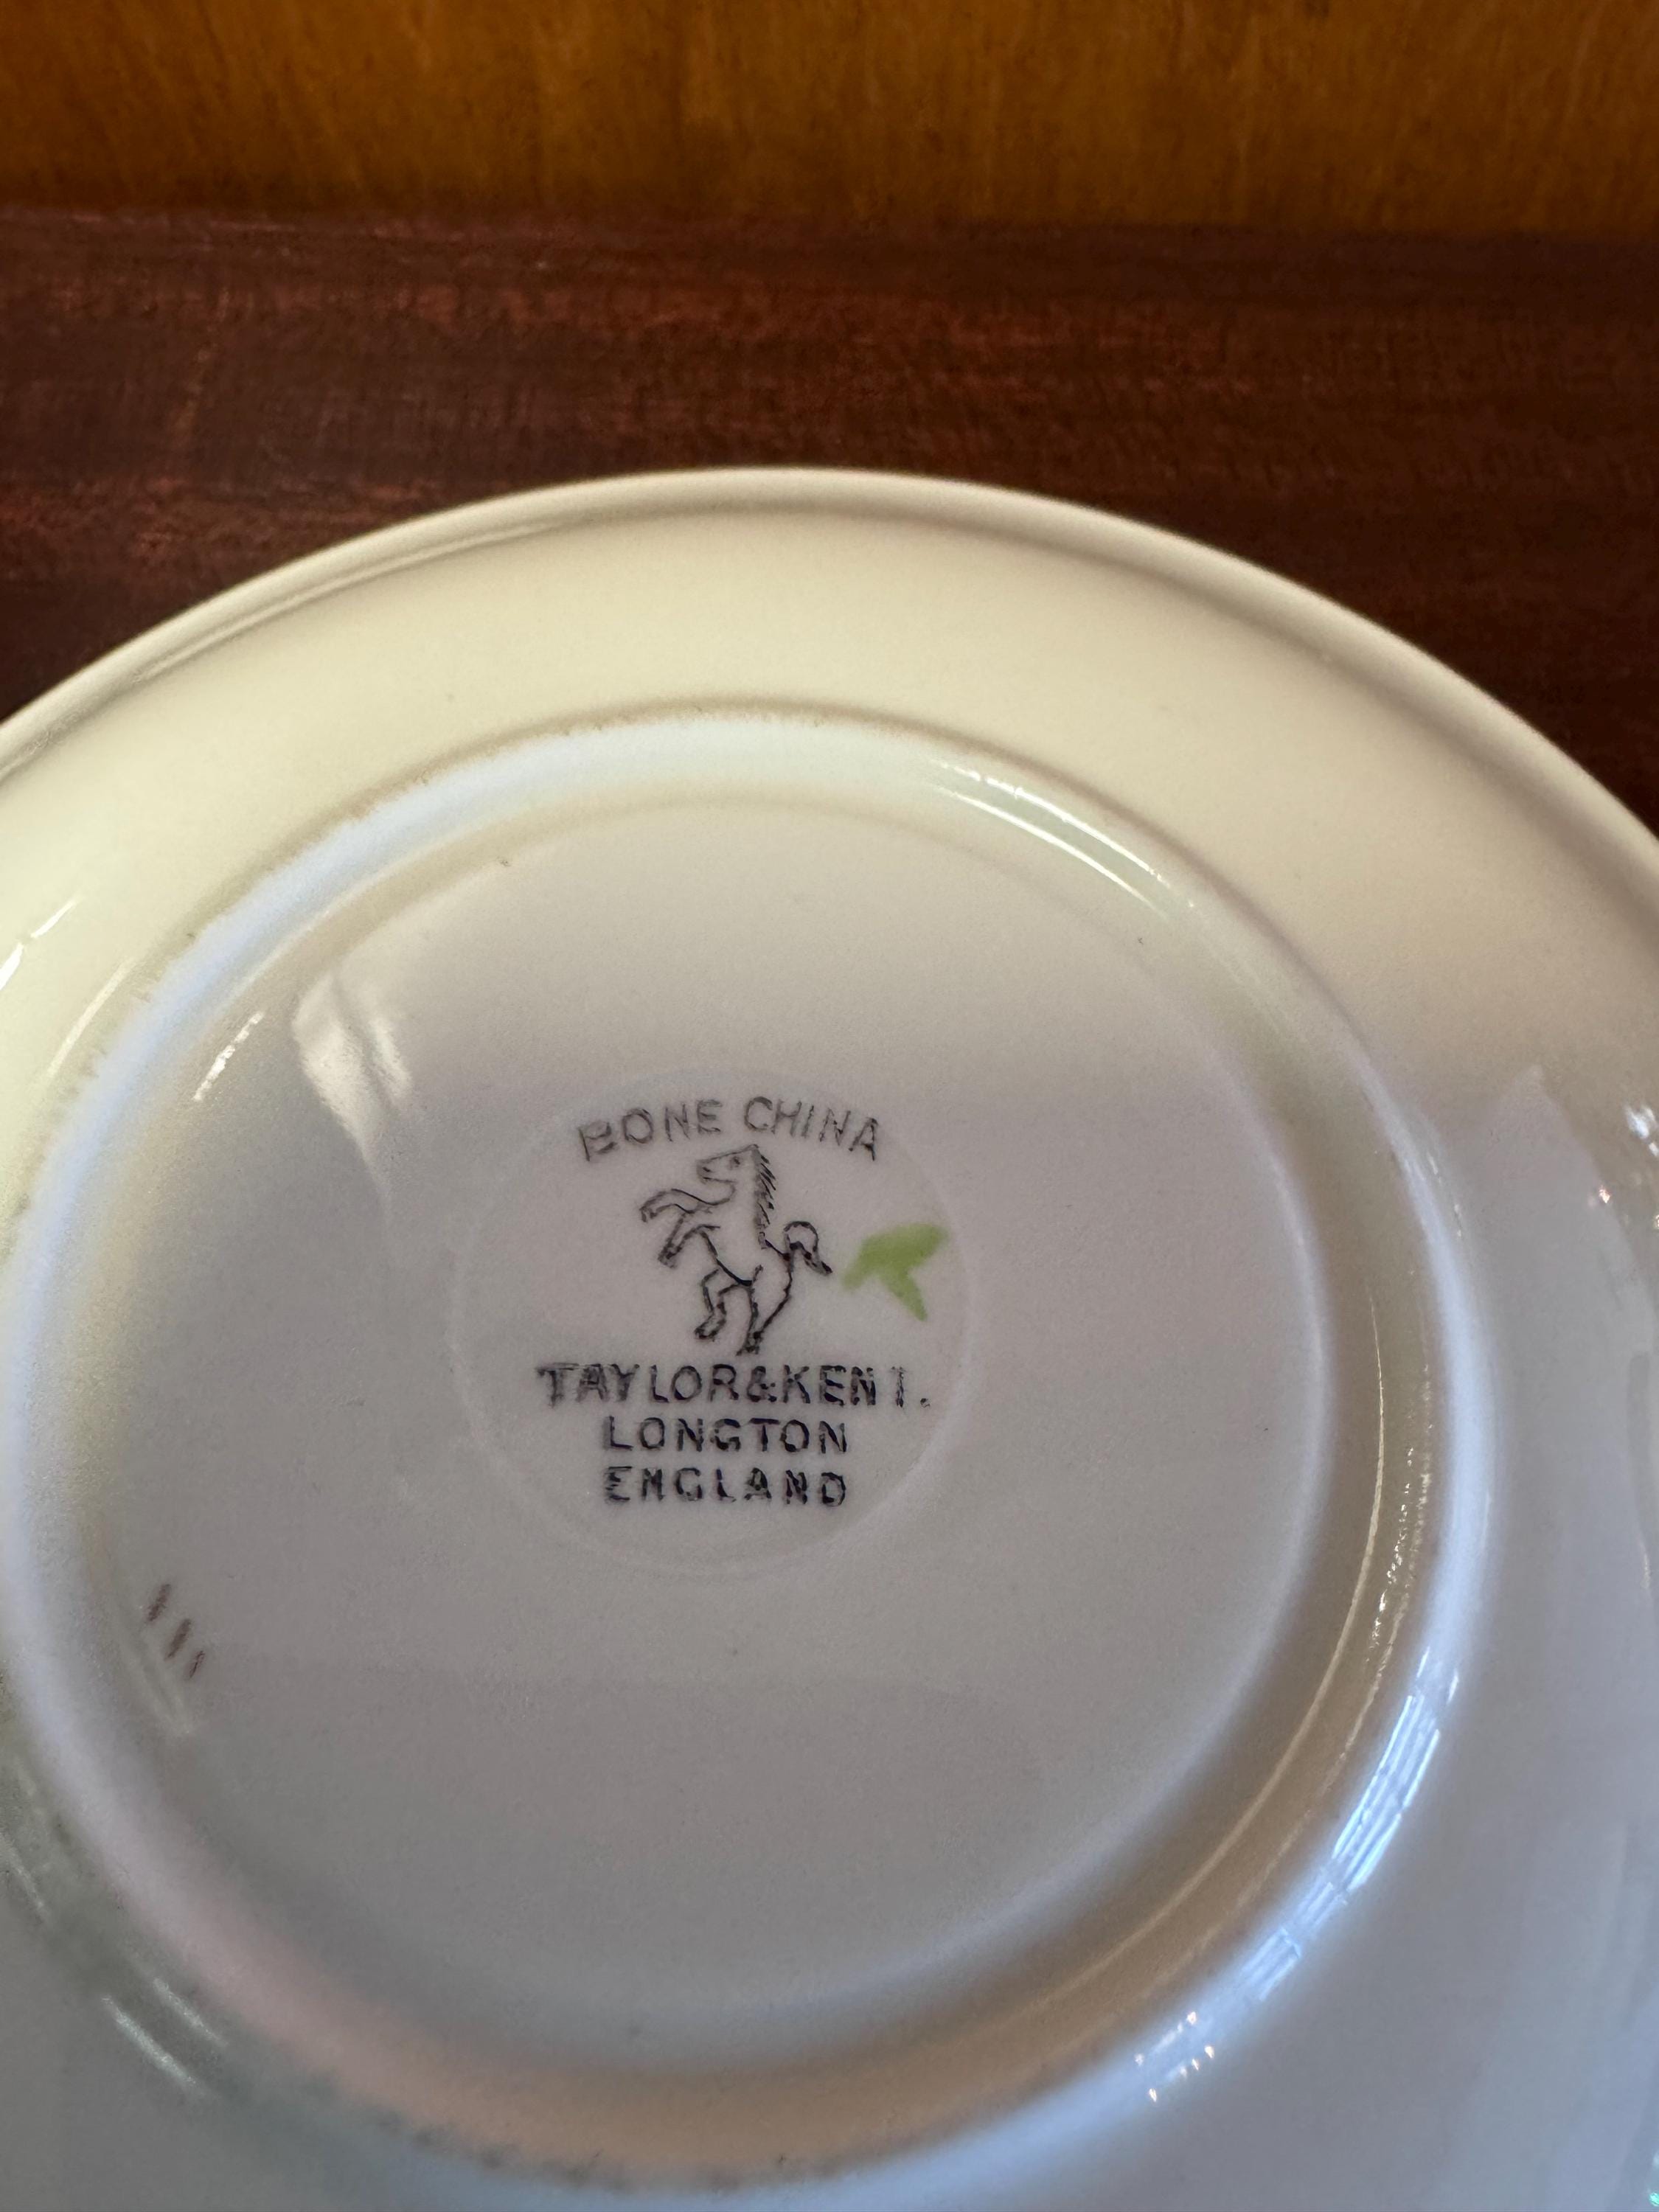 BONE CHINA
TAYLOR&KENT.
LONGTON
ENGLAND